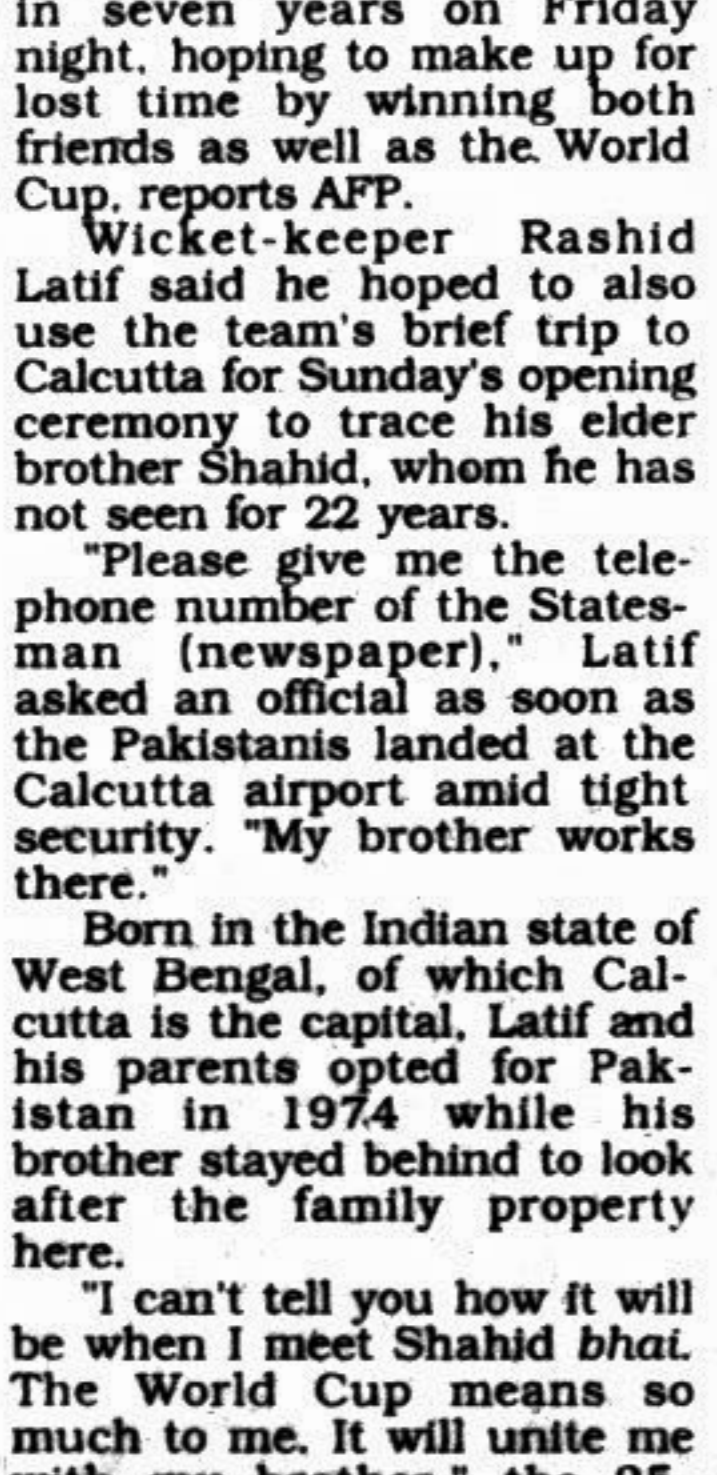 in seven years on Friday
night, hoping to make up for
lost time by winning both
friends as well as the World
Cup, reports AFP.
Wicket-keeper Rashid
Latif said he hoped to also
use the team's brief trip to
Calcutta for Sunday's opening
ceremony to trace his elder
brother Shahid, whom he has
not seen for 22 years.
"Please give me the tele-
phone number of the States-
man (newspaper)," Latif
asked an official as soon as
the Pakistanis landed at the
Calcutta airport amid tight
security. "My brother works
there."
Born in the Indian state of
West Bengal, of which Cal-
cutta is the capital, Latif and
his parents opted for Pak-
istan in 1974 while his
brother stayed behind to look
after the family property
here.
"I can't tell you how it will
be when I meet Shahid bhai.
The World Cup means so
much to me. It will unite me
with my brother," the 25-